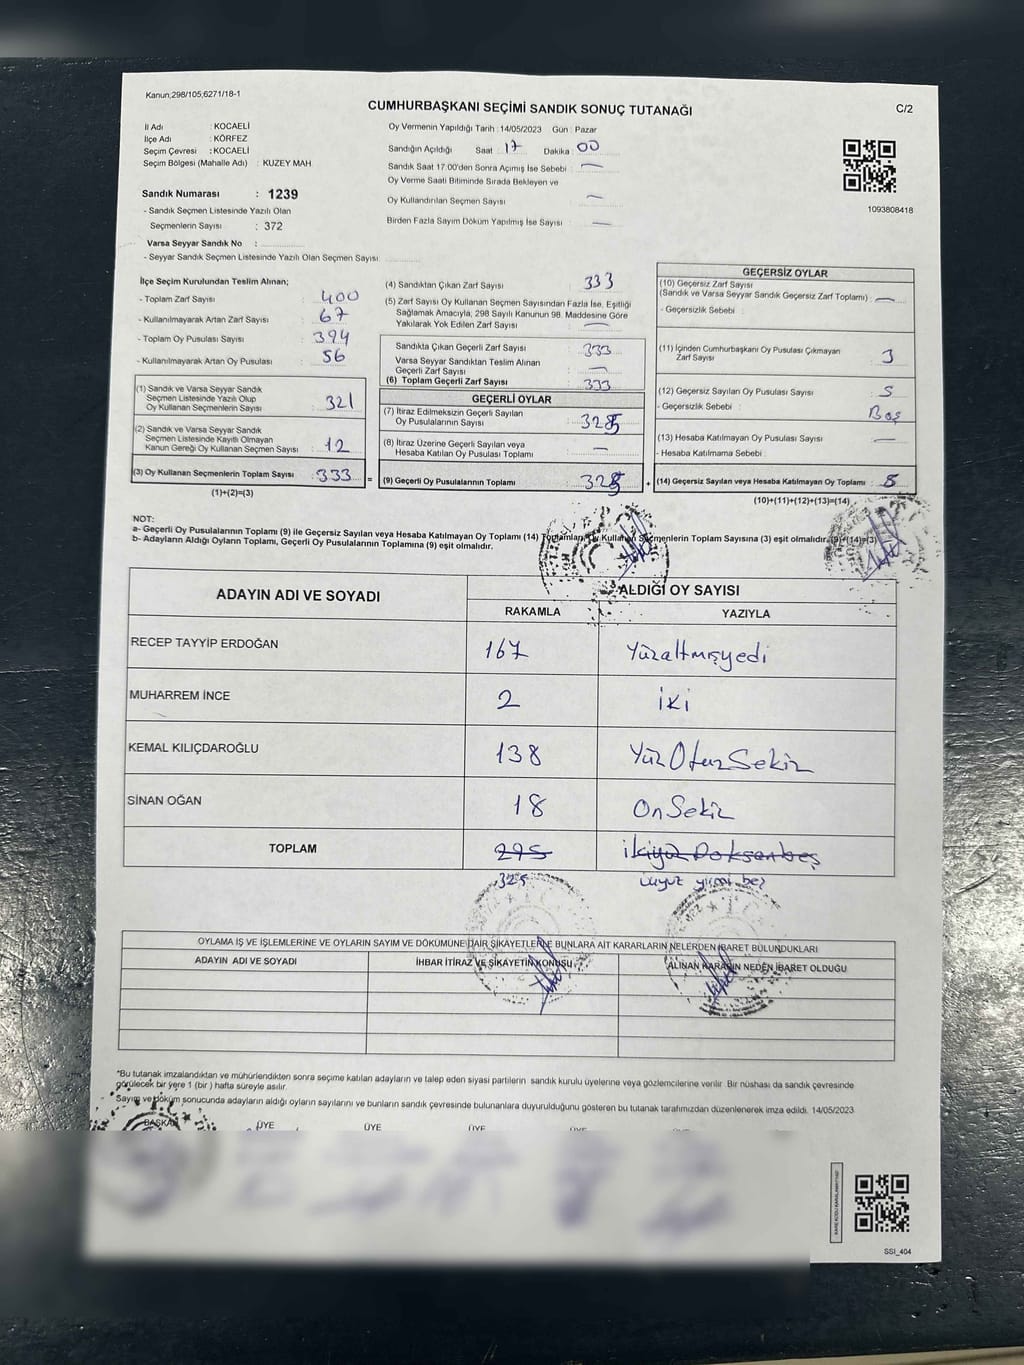 Kanun;298/105,6271/18-1
CUMHURBAŞKANI SEÇİMİ SANDIK SONUÇ TUTANAĞI
C/2
İl Adı : KOCAELİ
İlçe Adı : KÖRFEZ
Seçim Çevresi : KOCAELİ
Seçim Bölgesi (Mahalle Adı) : KUZEY MAH
Sandık Numarası : 1239
- Sandık Seçmen Listesinde Yazılı Olan
Seçmenlerin Sayısı : 372
Varsa Seyyar Sandık No :
- Seyyar Sandık Seçmen Listesinde Yazılı Olan Seçmen Sayısı
Oy Vermenin Yapıldığı Tarih : 14/05/2023 Gün : Pazar
Sandığın Açıldığı Saat 17 Dakika 00
Sandık Saat 17:00'den Sonra Açımış İse Sebebi : —
Oy Verme Saati Bitiminde Sırada Bekleyen ve
Oy Kullandırılan Seçmen Sayısı —
Birden Fazla Sayım Döküm Yapılmış İse Sayısı : —
1093808418
İlçe Seçim Kurulundan Teslim Alınan;
- Toplam Zarf Sayısı : 400
- Kullanılmayarak Artan Zarf Sayısı : 67
- Toplam Oy Pusulası Sayısı : 394
- Kullanılmayarak Artan Oy Pusulası : 56
(1) Sandık ve Varsa Seyyar Sandık
Seçmen Listesinde Yazılı Olup
Oy Kullanan Seçmenlerin Sayısı : 321
(2) Sandık ve Varsa Seyyar Sandık
Seçmen Listesinde Kayıtlı Olmayan
Kanun Gereği Oy Kullanan Seçmen Sayısı : 12
(3) Oy Kullanan Seçmenlerin Toplam Sayısı : 333
(1)+(2)=(3)
=
(4) Sandıktan Çıkan Zarf Sayısı : 333
(5) Zarf Sayısı Oy Kullanan Seçmen Sayısından Fazla İse, Eşitliği
Sağlamak Amacıyla, 298 Sayılı Kanunun 98. Maddesine Göre
Yakılarak Yok Edilen Zarf Sayısı : —
Sandıkta Çıkan Geçerli Zarf Sayısı : 333
Varsa Seyyar Sandıktan Teslim Alınan
Geçerli Zarf Sayısı : —
(6) Toplam Geçerli Zarf Sayısı : 333
GEÇERLİ OYLAR
(7) İtiraz Edilmeksizin Geçerli Sayılan
Oy Pusulalarının Sayısı : 325
(8) İtiraz Üzerine Geçerli Sayılan veya
Hesaba Katılan Oy Pusulası Toplamı : —
(9) Geçerli Oy Pusulalarının Toplamı : 325
+
GEÇERSİZ OYLAR
(10) Geçersiz Zarf Sayısı
(Sandık ve Varsa Seyyar Sandık Geçersiz Zarf Toplamı) : —
- Geçersizlik Sebebi :
(11) İçinden Cumhurbaşkanı Oy Pusulası Çıkmayan
Zarf Sayısı : 3
(12) Geçersiz Sayılan Oy Pusulası Sayısı : 5
- Geçersizlik Sebebi : Boş
(13) Hesaba Katılmayan Oy Pusulası Sayısı : —
- Hesaba Katılmama Sebebi :
(14) Geçersiz Sayılan veya Hesaba Katılmayan Oy Toplamı : 8
(10)+(11)+(12)+(13)=(14)
NOT:
a- Geçerli Oy Pusulalarının Toplamı (9) ile Geçersiz Sayılan veya Hesaba Katılmayan Oy Toplamı (14) Toplamları, Oy Kullanan Seçmenlerin Toplam Sayısına (3) eşit olmalıdır. (9)+(14)=(3)
b- Adayların Aldığı Oyların Toplamı, Geçerli Oy Pusulalarının Toplamına (9) eşit olmalıdır.
ADAYIN ADI VE SOYADI
ALDIĞI OY SAYISI
RAKAMLA YAZIYLA
RECEP TAYYİP ERDOĞAN 167 Yüzaltmışyedi
MUHARREM İNCE 2 İki
KEMAL KILIÇDAROĞLU 138 YüzOtuzSekiz
SİNAN OĞAN 18 OnSekiz
TOPLAM 295 ikiyüzDoksanbeş
325 üçyüz yirmi beş
OYLAMA İŞ VE İŞLEMLERİNE VE OYLARIN SAYIM VE DÖKÜMÜNE DAİR ŞİKAYETLERLE BUNLARA AİT KARARLARIN NELERDEN İBARET BULUNDUKLARI
ADAYIN ADI VE SOYADI İHBAR İTİRAZ VE ŞİKAYETİN KONUSU ALINAN KARARIN NEDEN İBARET OLDUĞU
*Bu tutanak imzalandıktan ve mühürlendikten sonra seçime katılan adayların ve talep eden siyasi partilerin sandık kurulu üyelerine veya gözlemcilerine verilir. Bir nüshası da sandık çevresinde
görülecek bir yere 1 (bir ) hafta süreyle asılır.
Sayım ve döküm sonucunda adayların aldığı oyların sayılarını ve bunların sandık çevresinde bulunanlara duyurulduğunu gösteren bu tutanak tarafımızdan düzenlenerek imza edildi. 14/05/2023
BAŞKAN ÜYE ÜYE ÜYE
SSI_404